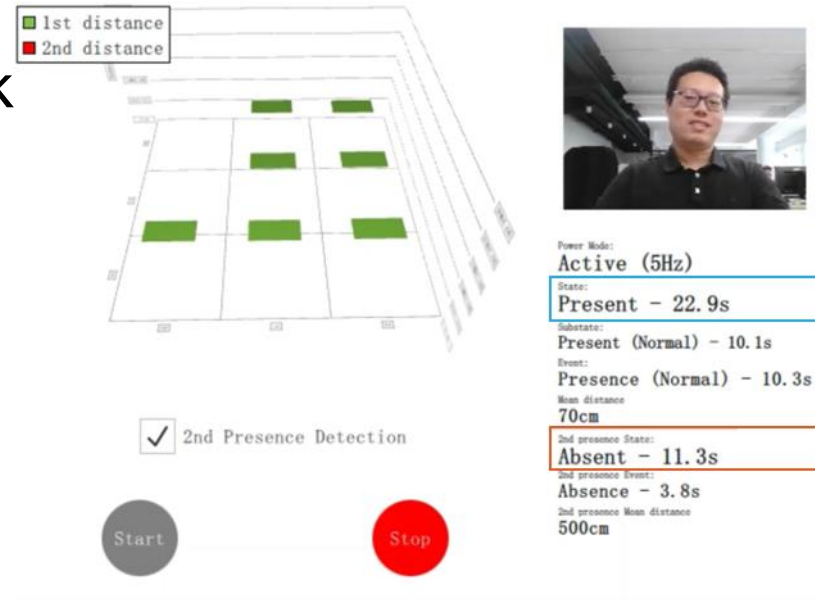 1st distance
2nd distance
k
Power Mode:
Active (5Hz)
State:
Present - 22.9s
Substate:
Present (Normal) - 10.1s
Event:
Presence (Normal) - 10.3s
Mean distance
70cm
2nd presence State:
Absent - 11.3s
2nd presence Event:
Absence - 3.8s
2nd presence Mean distance
500cm
2nd Presence Detection
Start
Stop